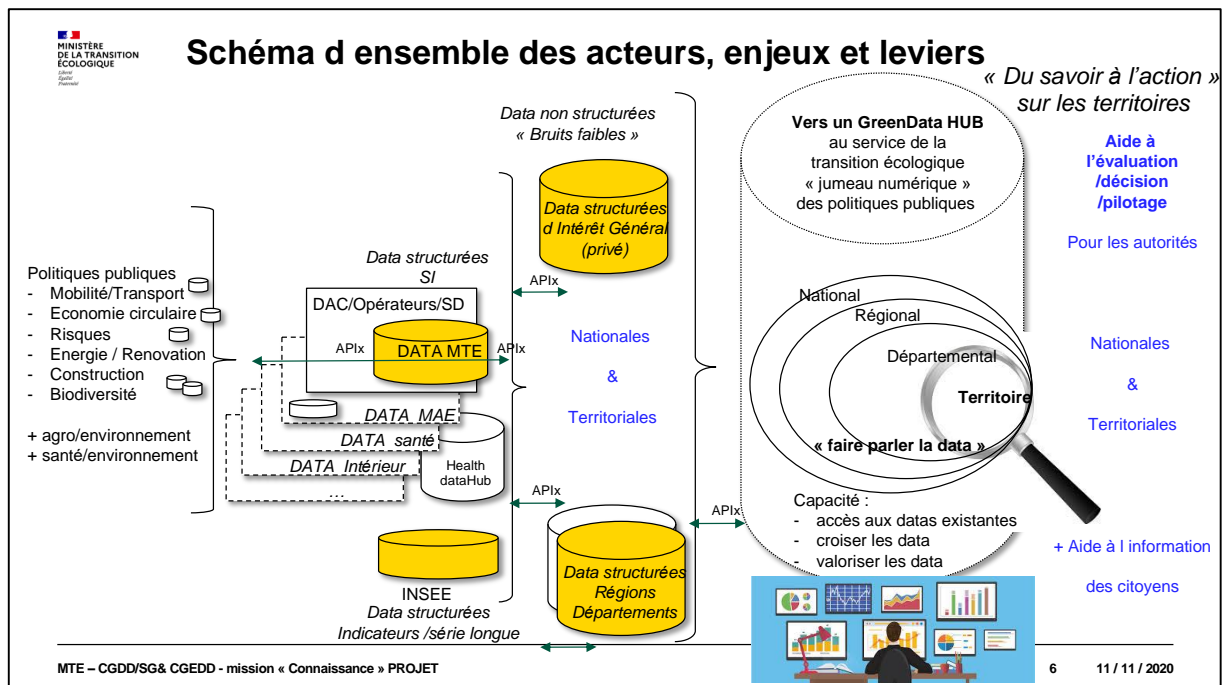 MINISTÈRE
DE LA TRANSITION
ÉCOLOGIQUE
Liberté
Égalité
Fraternité
Schéma d ensemble des acteurs, enjeux et leviers
« Du savoir à l'action »
sur les territoires
Politiques publiques
- Mobilité/Transport
- Economie circulaire
- Risques
- Energie / Renovation
- Construction
- Biodiversité
+ agro/environnement
+ santé/environnement
Data structurées
SI
DAC/Opérateurs/SD
APIx
DATA MTE
APIx
DATA MAE
DATA santé
DATA Intérieur
...
Health
dataHub
INSEE
Data structurées
Indicateurs /série longue
Data non structurées
« Bruits faibles »
Data structurées
d Intérêt Général
(privé)
APIx
Nationales
&
Territoriales
APIx
Data structurées
Régions
Départements
APIx
Vers un GreenData HUB
au service de la
transition écologique
« jumeau numérique »
des politiques publiques
National
Régional
Départemental
Territoire
« faire parler la data »
Capacité :
- accès aux datas existantes
- croiser les data
- valoriser les data
Aide à
l'évaluation
/décision
/pilotage
Pour les autorités
Nationales
&
Territoriales
+ Aide à l information
des citoyens
MTE – CGDD/SG& CGEDD - mission « Connaissance » PROJET
6
11 / 11 / 2020